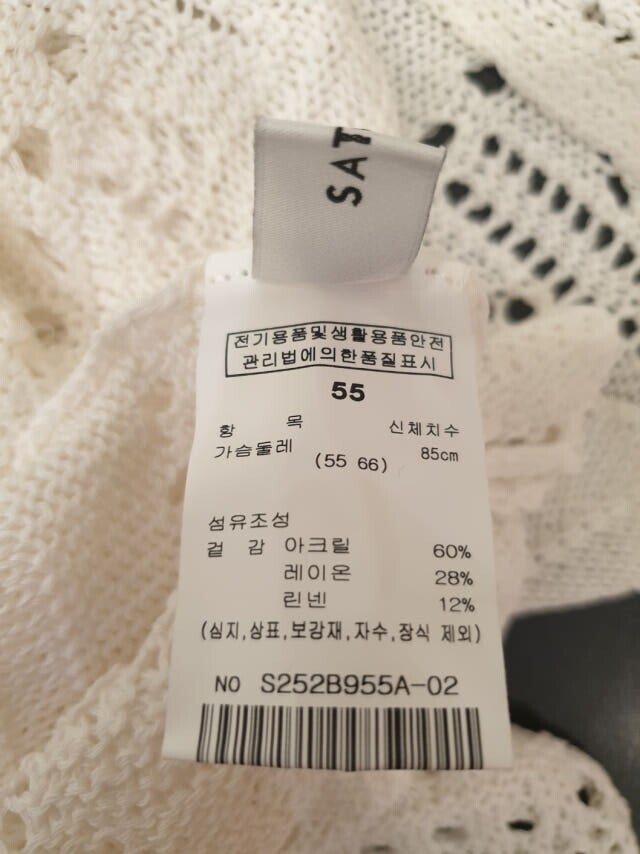 SAT
전기용품및생활용품안전
관리법에의한품질표시
55
항 목 신체치수
가슴둘레 (55 66) 85cm
섬유조성
겉 감 아크릴 60%
레이온 28%
린넨 12%
(심지,상표,보강재,자수,장식 제외)
NO S252B955A-02